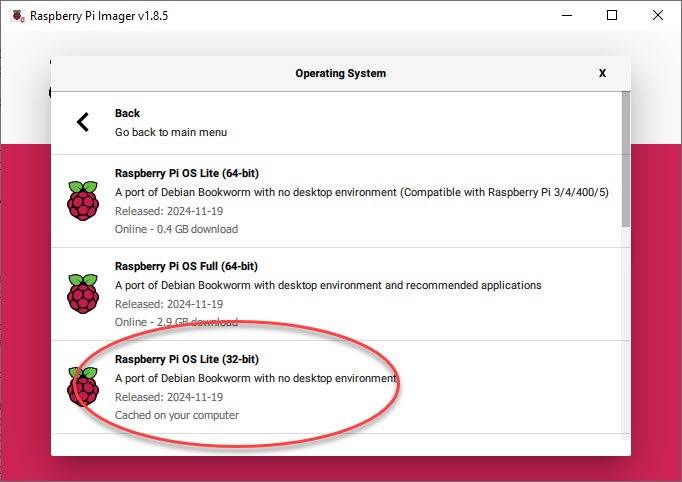 Raspberry Pi Imager v1.8.5
Operating System
X
Back
Go back to main menu
Raspberry Pi OS Lite (64-bit)
A port of Debian Bookworm with no desktop environment (Compatible with Raspberry Pi 3/4/400/5)
Released: 2024-11-19
Online - 0.4 GB download
Raspberry Pi OS Full (64-bit)
A port of Debian Bookworm with desktop environment and recommended applications
Released: 2024-11-19
Online - 2.9 GB download
Raspberry Pi OS Lite (32-bit)
A port of Debian Bookworm with no desktop environment
Released: 2024-11-19
Cached on your computer